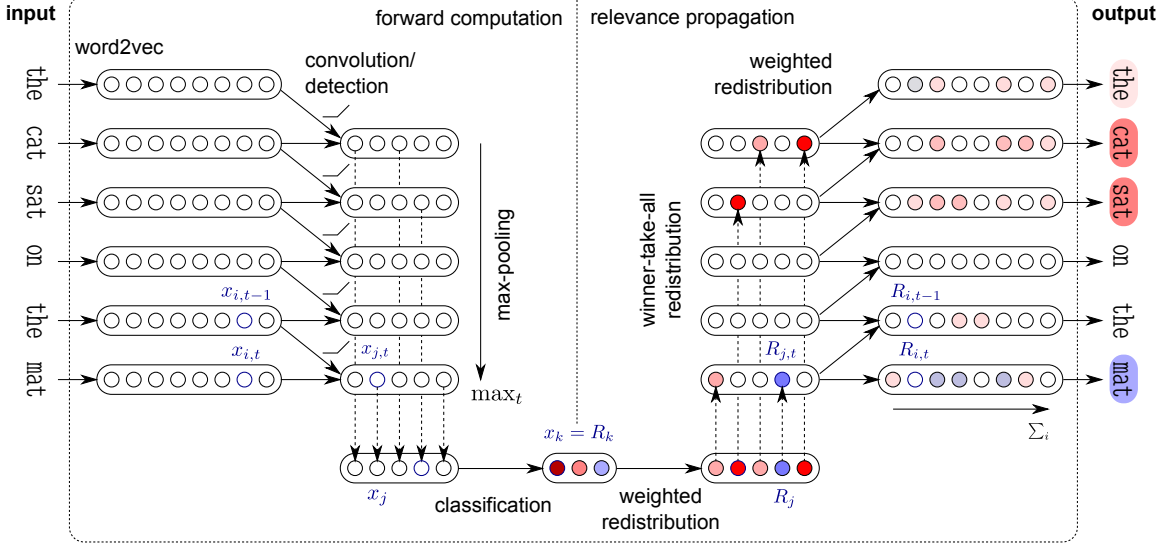 input
forward computation
relevance propagation
output
word2vec
convolution/
detection
weighted
redistribution
the
cat
sat
on
the
mat
x_{i,t−1}
x_{i,t}
x_{j,t}
max-pooling
max_t
x_j
classification
x_k = R_k
weighted
redistribution
R_j
winner-take-all
redistribution
R_{j,t}
R_{i,t−1}
R_{i,t}
Σ_i
the
cat
sat
on
the
mat